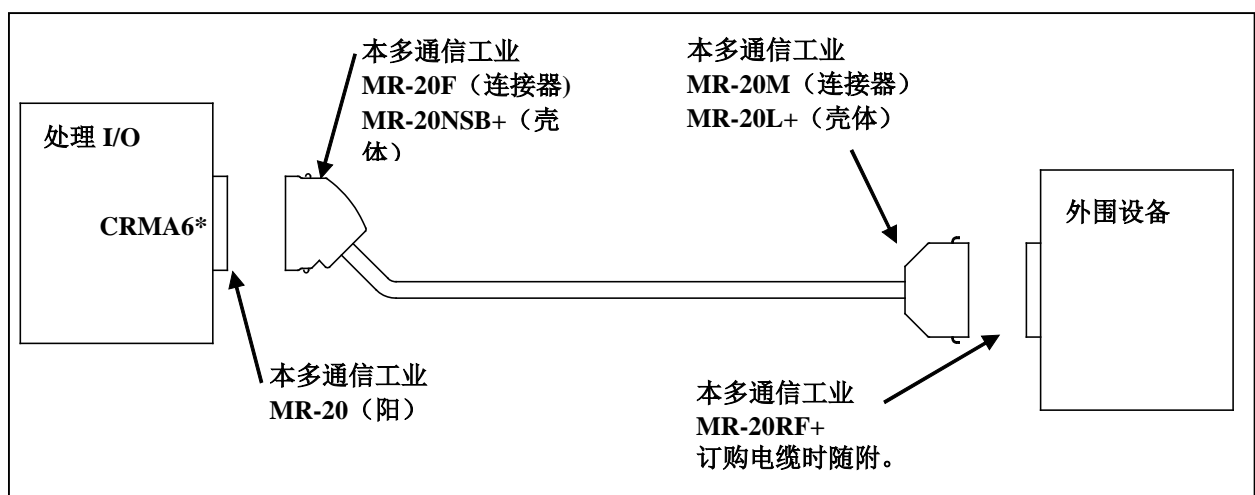 本多通信工业
MR-20F（连接器)
MR-20NSB+（壳
体）
本多通信工业
MR-20M（连接器）
MR-20L+（壳体）
处理 I/O
CRMA6*
外围设备
本多通信工业
MR-20（阳）
本多通信工业
MR-20RF+
订购电缆时随附。